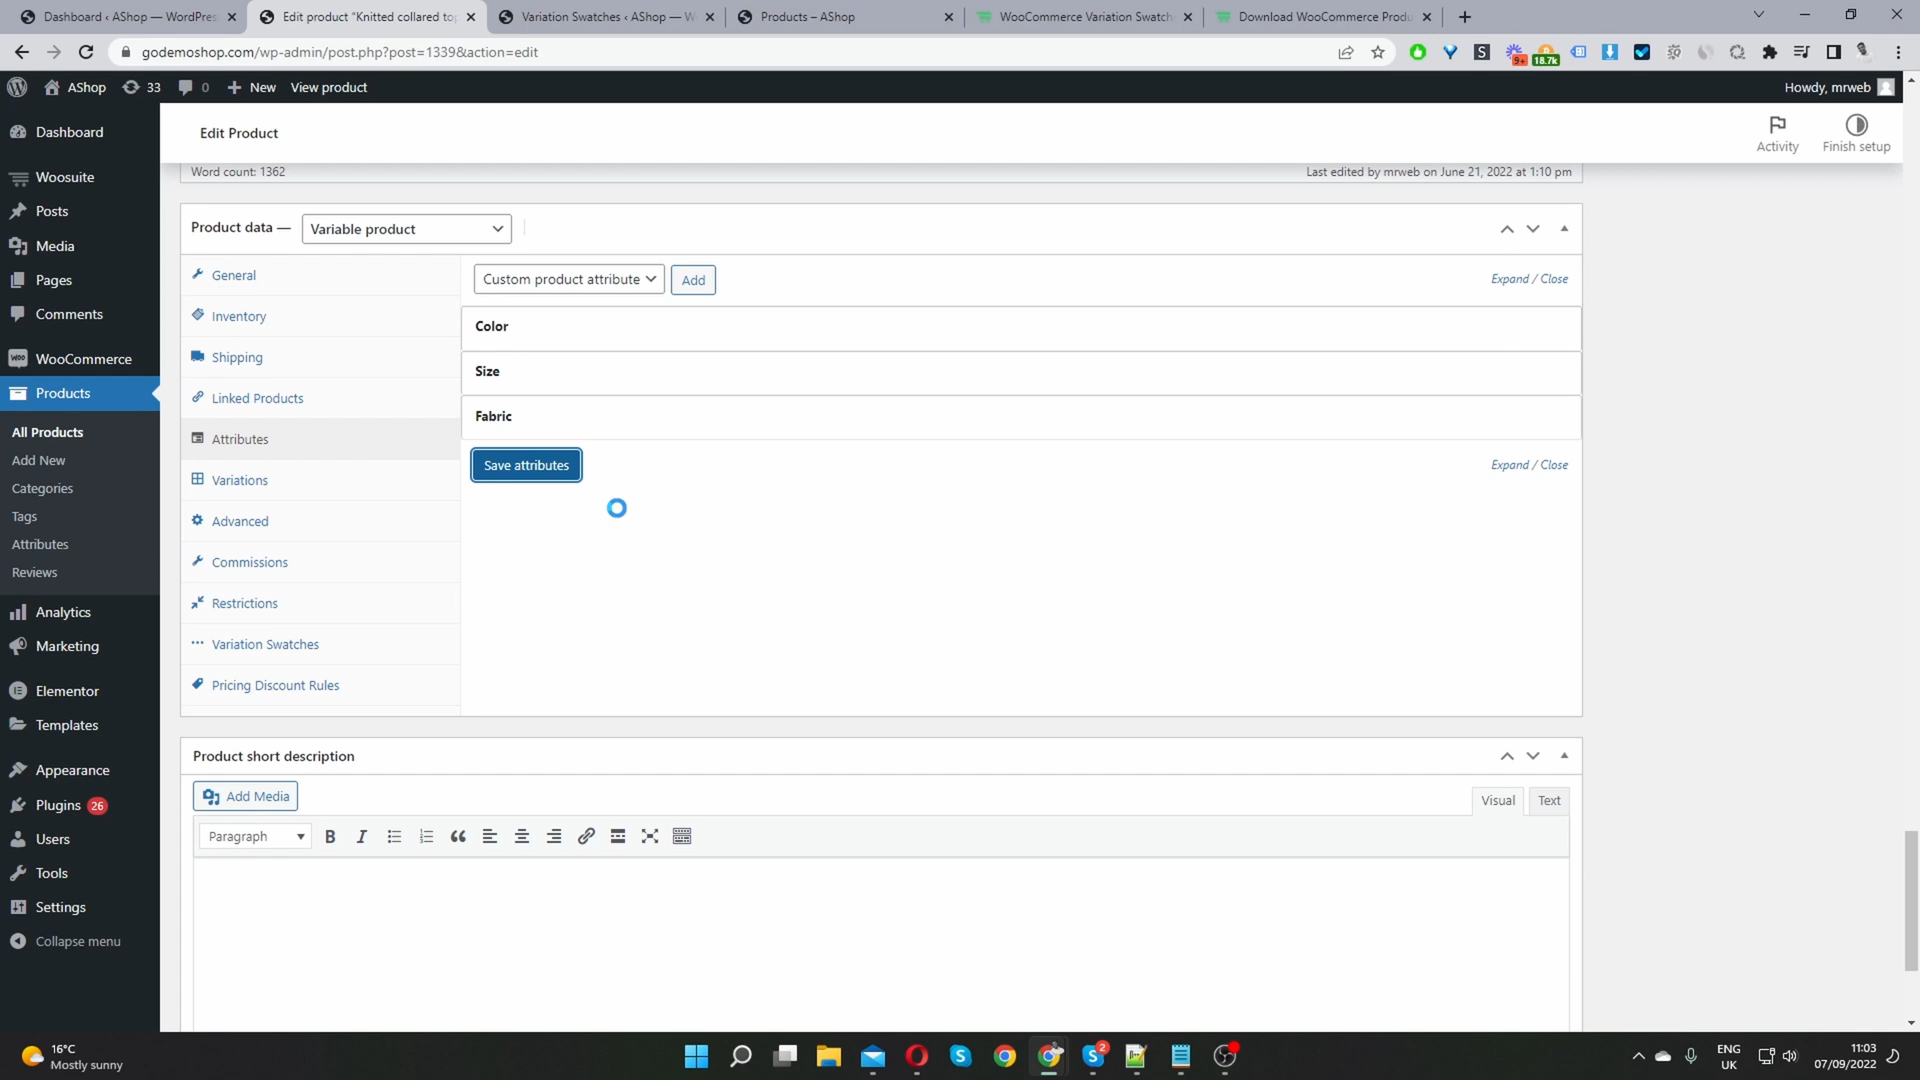 Dashboard ‹ AShop — WordPres
Edit product “Knitted collared top
Variation Swatches ‹ AShop — W
Products – AShop
WooCommerce Variation Swatch
Download WooCommerce Produ
godemoshop.com/wp-admin/post.php?post=1339&action=edit
9+
18.7k
AShop
33
0
New
View product
Howdy, mrweb
Dashboard
Woosuite
Posts
Media
Pages
Comments
WooCommerce
Products
All Products
Add New
Categories
Tags
Attributes
Reviews
Analytics
Marketing
Elementor
Templates
Appearance
Plugins 26
Users
Tools
Settings
Collapse menu
Edit Product
Activity
Finish setup
Word count: 1362
Last edited by mrweb on June 21, 2022 at 1:10 pm
Product data —
Variable product
General
Inventory
Shipping
Linked Products
Attributes
Variations
Advanced
Commissions
Restrictions
Variation Swatches
Pricing Discount Rules
Custom product attribute
Add
Expand / Close
Color
Size
Fabric
Save attributes
Expand / Close
Product short description
Add Media
Visual
Text
Paragraph
16°C
Mostly sunny
2
ENG
UK
11:03
07/09/2022